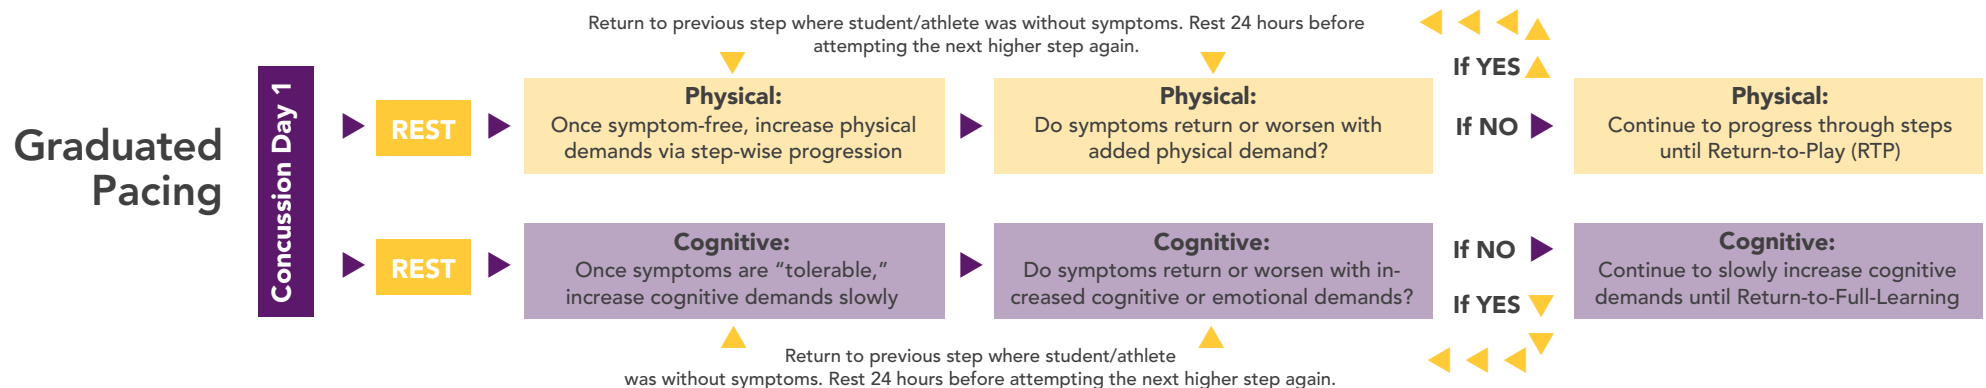 Graduated
Pacing
Concussion Day 1
Return to previous step where student/athlete was without symptoms. Rest 24 hours before
attempting the next higher step again.
REST
Physical:
Once symptom-free, increase physical
demands via step-wise progression
Physical:
Do symptoms return or worsen with
added physical demand?
If YES
If NO
Physical:
Continue to progress through steps
until Return-to-Play (RTP)
REST
Cognitive:
Once symptoms are “tolerable,”
increase cognitive demands slowly
Cognitive:
Do symptoms return or worsen with in-
creased cognitive or emotional demands?
If NO
If YES
Cognitive:
Continue to slowly increase cognitive
demands until Return-to-Full-Learning
Return to previous step where student/athlete
was without symptoms. Rest 24 hours before attempting the next higher step again.